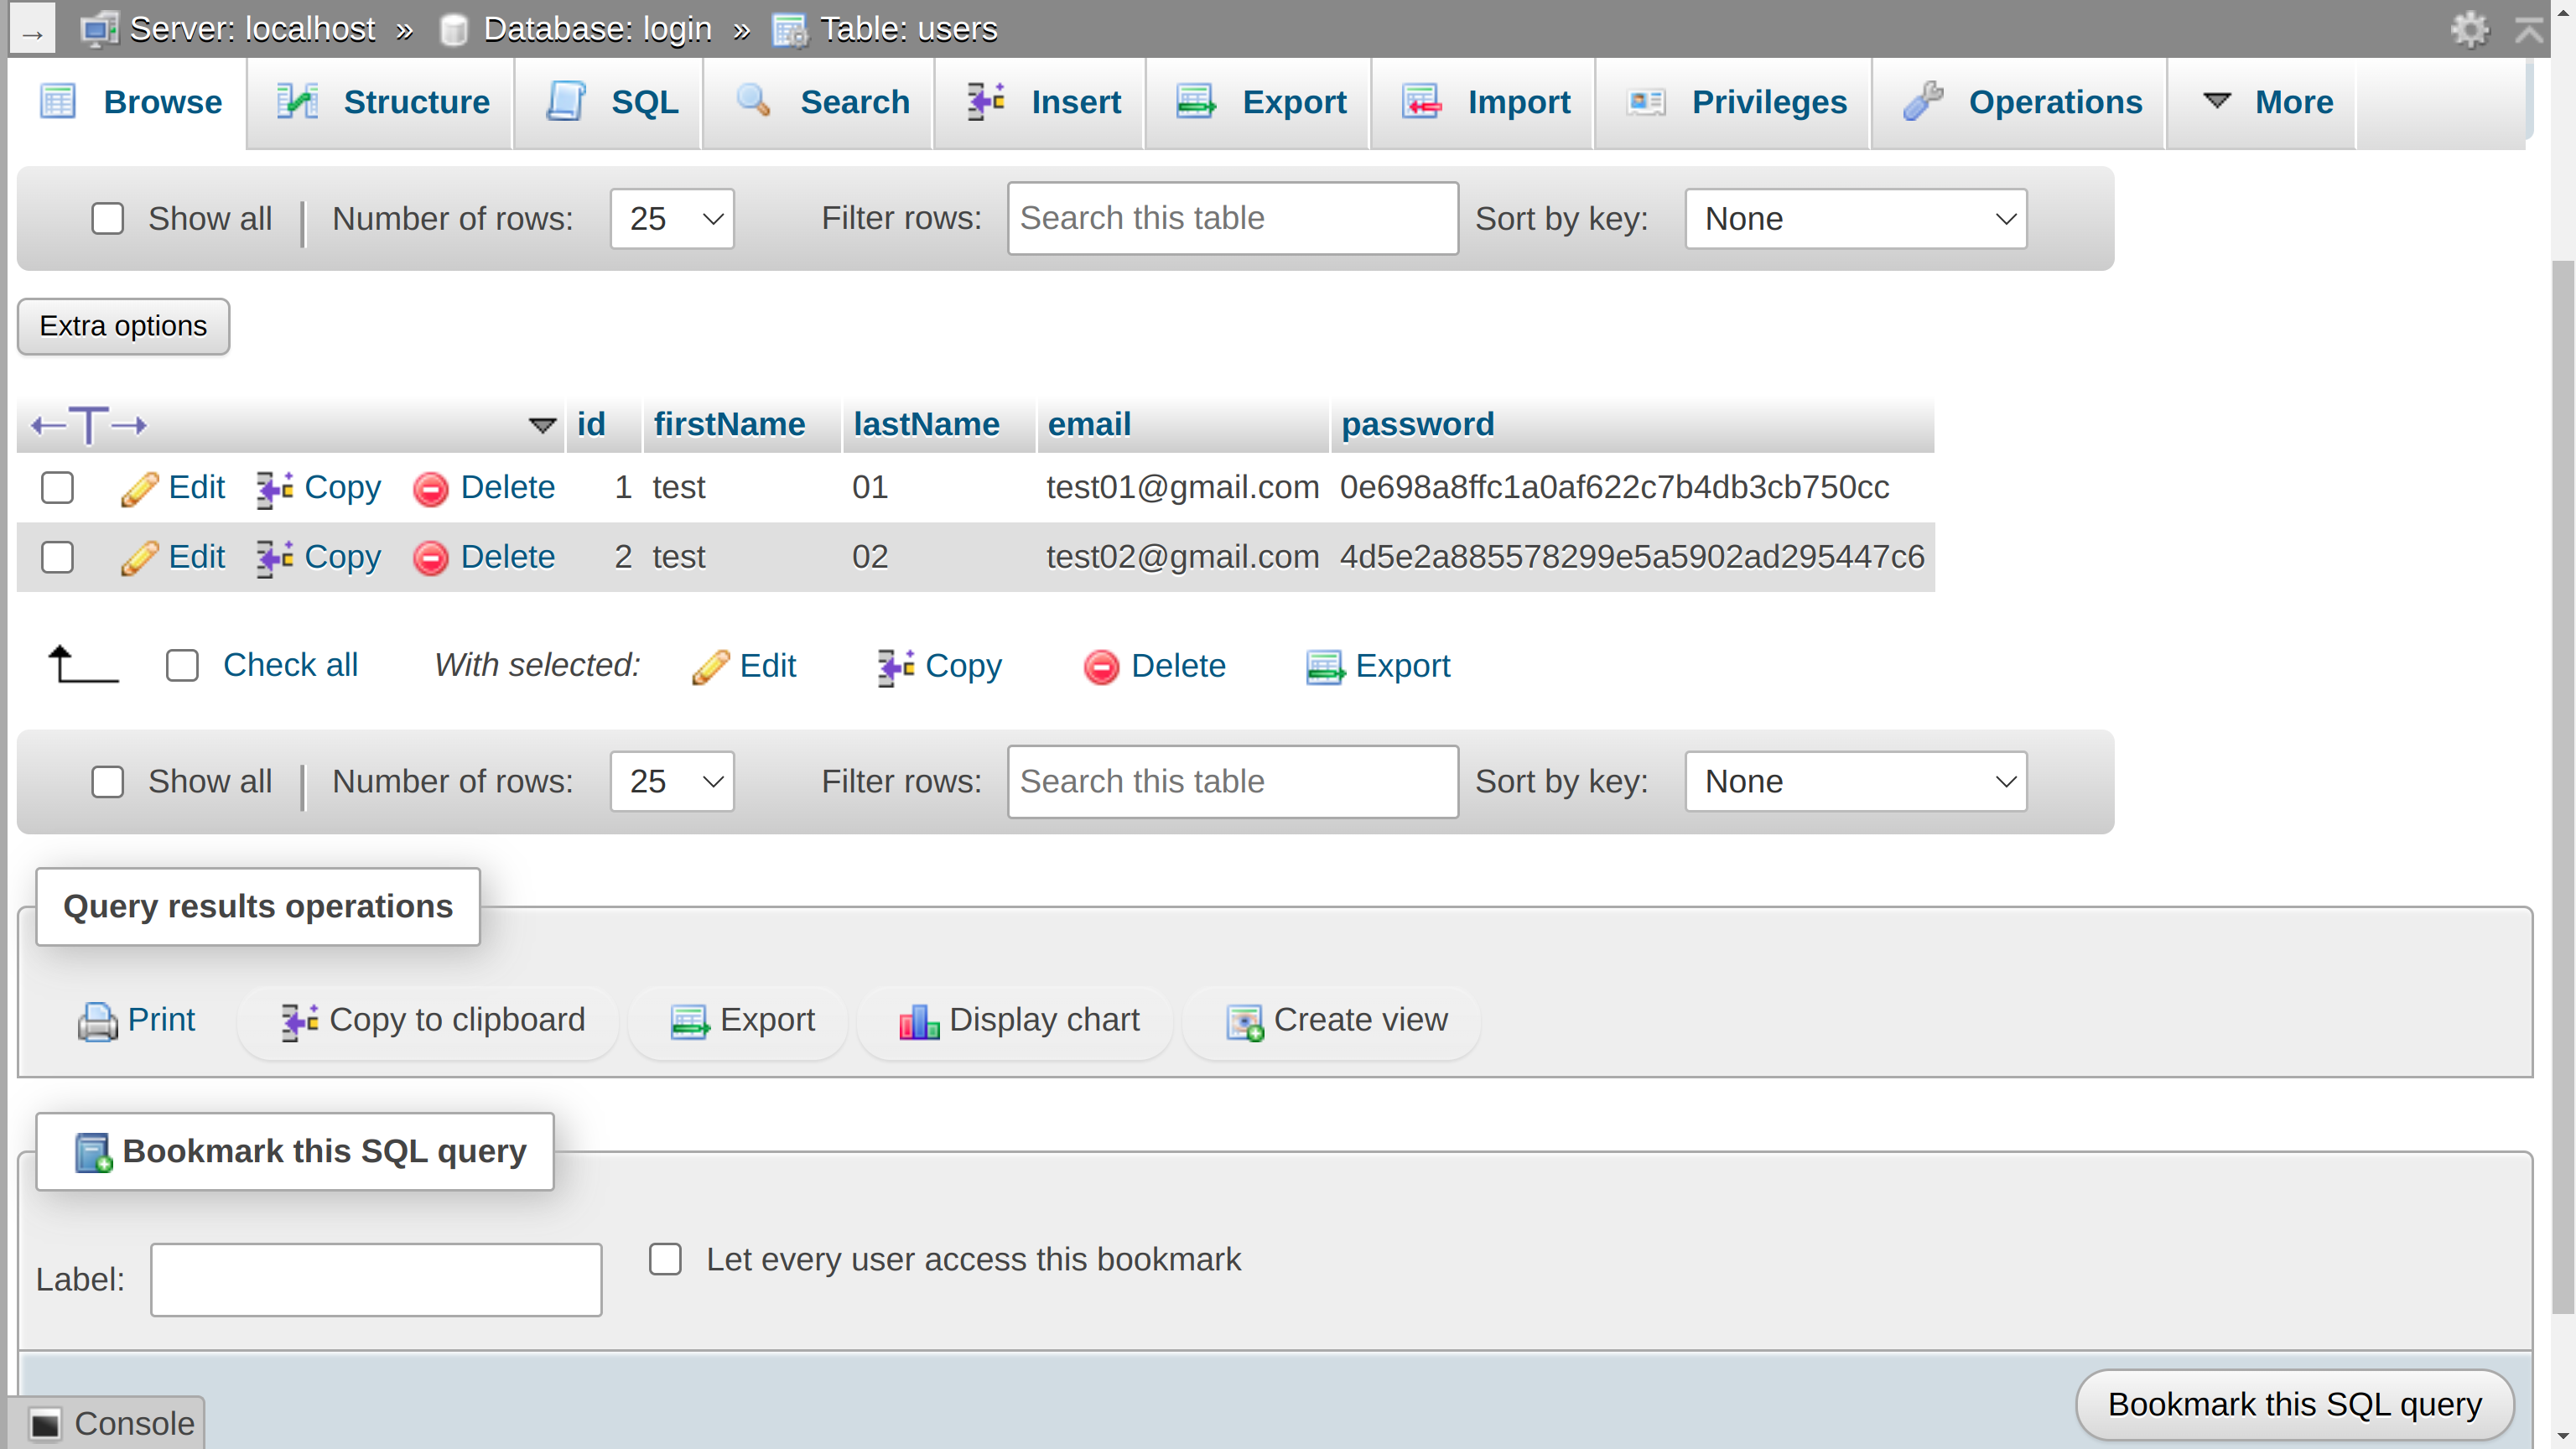 → Server: localhost » Database: login » Table: users
Browse Structure SQL Search Insert Export Import Privileges Operations More
Show all Number of rows: 25 Filter rows: Search this table Sort by key: None
Extra options
←T→ id firstName lastName email password
Edit Copy Delete 1 test 01 test01@gmail.com 0e698a8ffc1a0af622c7b4db3cb750cc
Edit Copy Delete 2 test 02 test02@gmail.com 4d5e2a885578299e5a5902ad295447c6
Check all With selected: Edit Copy Delete Export
Show all Number of rows: 25 Filter rows: Search this table Sort by key: None
Query results operations
Print Copy to clipboard Export Display chart Create view
Bookmark this SQL query
Label: Let every user access this bookmark
Bookmark this SQL query
Console